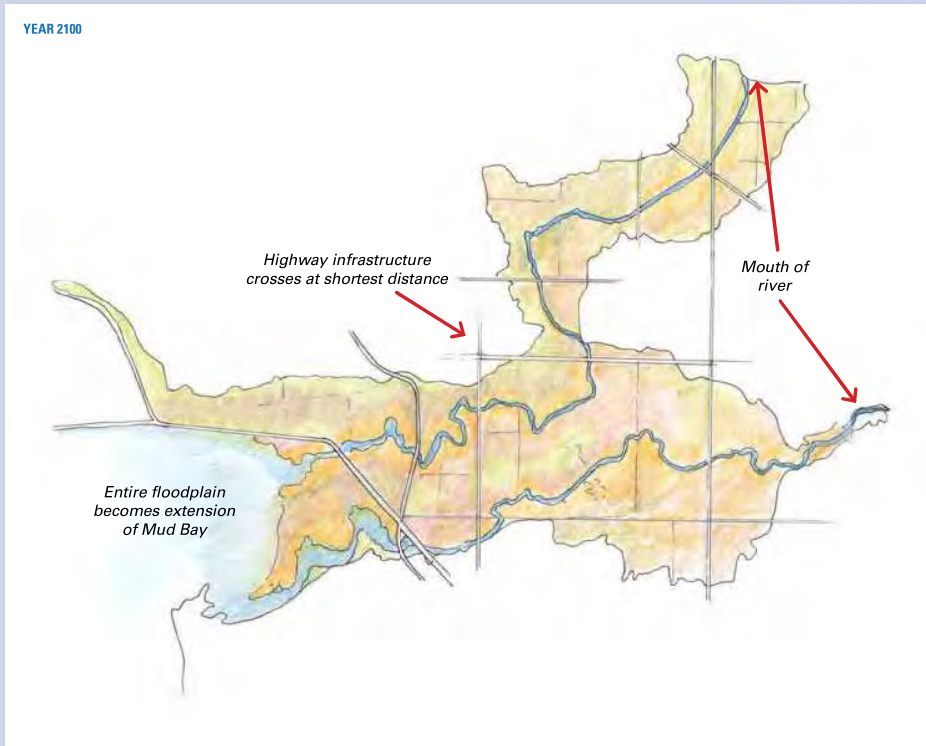 YEAR 2100
Highway infrastructure
crosses at shortest distance
Mouth of
river
Entire floodplain
becomes extension
of Mud Bay